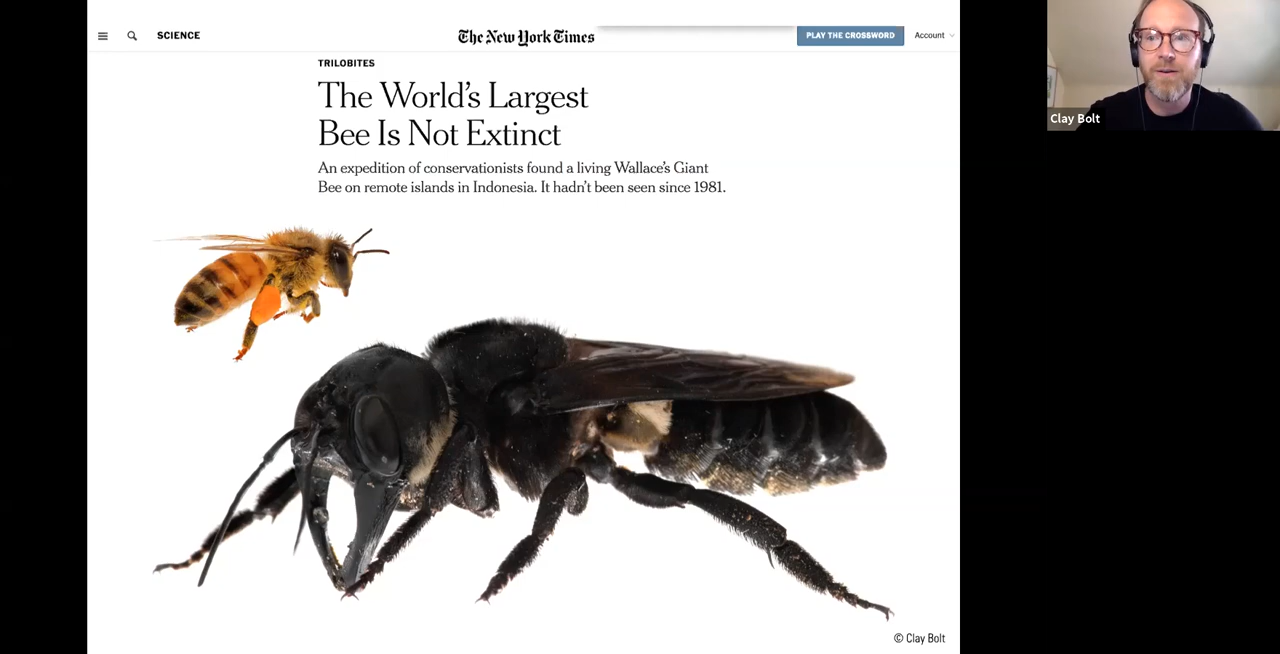 SCIENCE
The New York Times
PLAY THE CROSSWORD
Account
TRILOBITES
The World's Largest
Bee Is Not Extinct
An expedition of conservationists found a living Wallace's Giant
Bee on remote islands in Indonesia. It hadn't been seen since 1981.
Clay Bolt
© Clay Bolt